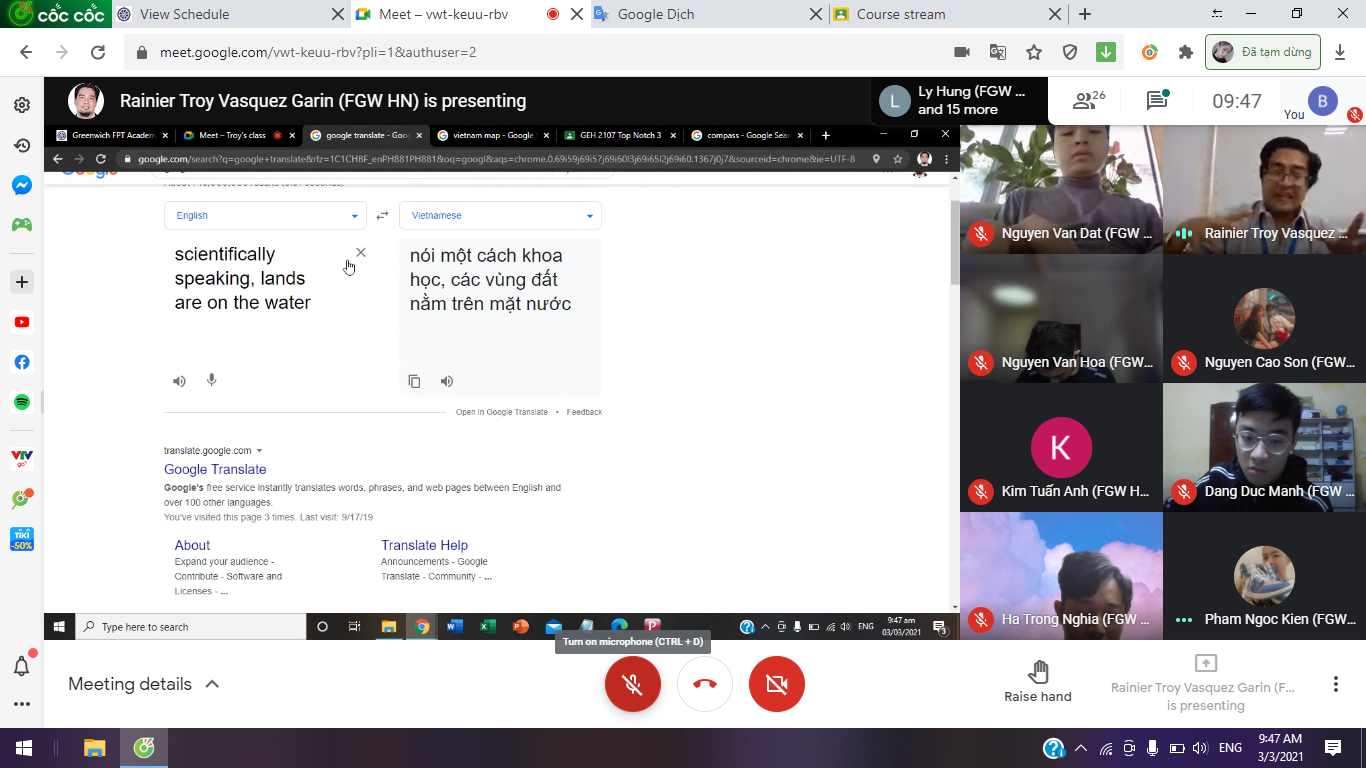 cốc cốc
View Schedule
Meet – vwt-keuu-rbv
Google Dịch
Course stream
meet.google.com/vwt-keuu-rbv?pli=1&authuser=2
Đã tạm dừng
Rainier Troy Vasquez Garin (FGW HN) is presenting
L
Ly Hung (FGW ...
and 15 more
26
09:47
You
B
Greenwich FPT Academ
Meet – Troy's class
google translate - Goo
vietnam map - Google
GEH 2107 Top Notch 3
compass - Google Sear
google.com/search?q=google+translate&rlz=1C1CHBF_enPH881PH881&oq=googl&aqs=chrome.0.69i59j69i57j69i60l3j69i65l2j69i60.1367j0j7&sourceid=chrome&ie=UTF-8
English
Vietnamese
scientifically
speaking, lands
are on the water
nói một cách khoa
học, các vùng đất
nằm trên mặt nước
Open in Google Translate • Feedback
translate.google.com
Google Translate
Google's free service instantly translates words, phrases, and web pages between English and
over 100 other languages.
You've visited this page 3 times. Last visit: 9/17/19
About
Expand your audience -
Contribute - Software and
Licenses - ...
Translate Help
Announcements - Google
Translate - Community - ...
Type here to search
ENG
9:47 am
03/03/2021
3
Nguyen Van Dat (FGW ...
Rainier Troy Vasquez ...
Nguyen Van Hoa (FGW...
Nguyen Cao Son (FGW...
K
Kim Tuấn Anh (FGW H...
Dang Duc Manh (FGW ...
Ha Trong Nghia (FGW ...
Pham Ngoc Kien (FGW...
VTV
go
TIKI
-50%
Turn on microphone (CTRL + D)
Meeting details
Raise hand
Rainier Troy Vasquez Garin (F...
is presenting
ENG
9:47 AM
3/3/2021